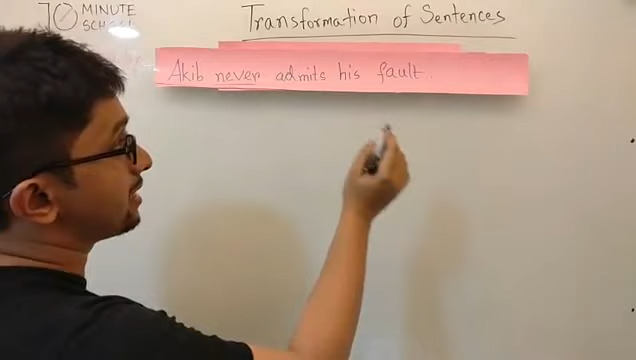 10 MINUTE
SCHOOL
Transformation of Sentences
Akib never admits his fault.